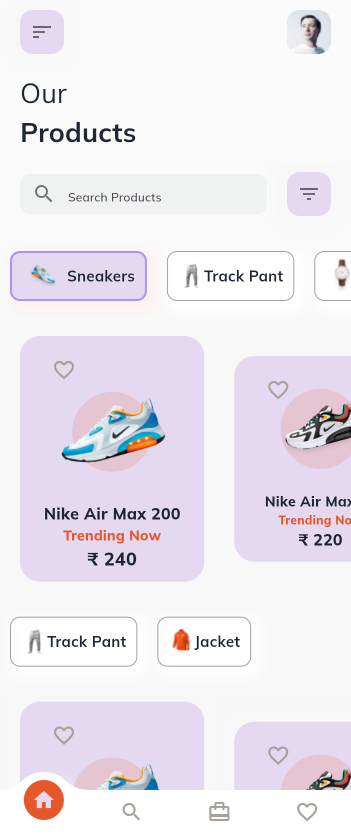 Our
Products
Search Products
Sneakers
Track Pant
Nike Air Max 200
Trending Now
₹ 240
Nike Air Max
Trending No
₹ 220
Track Pant
Jacket